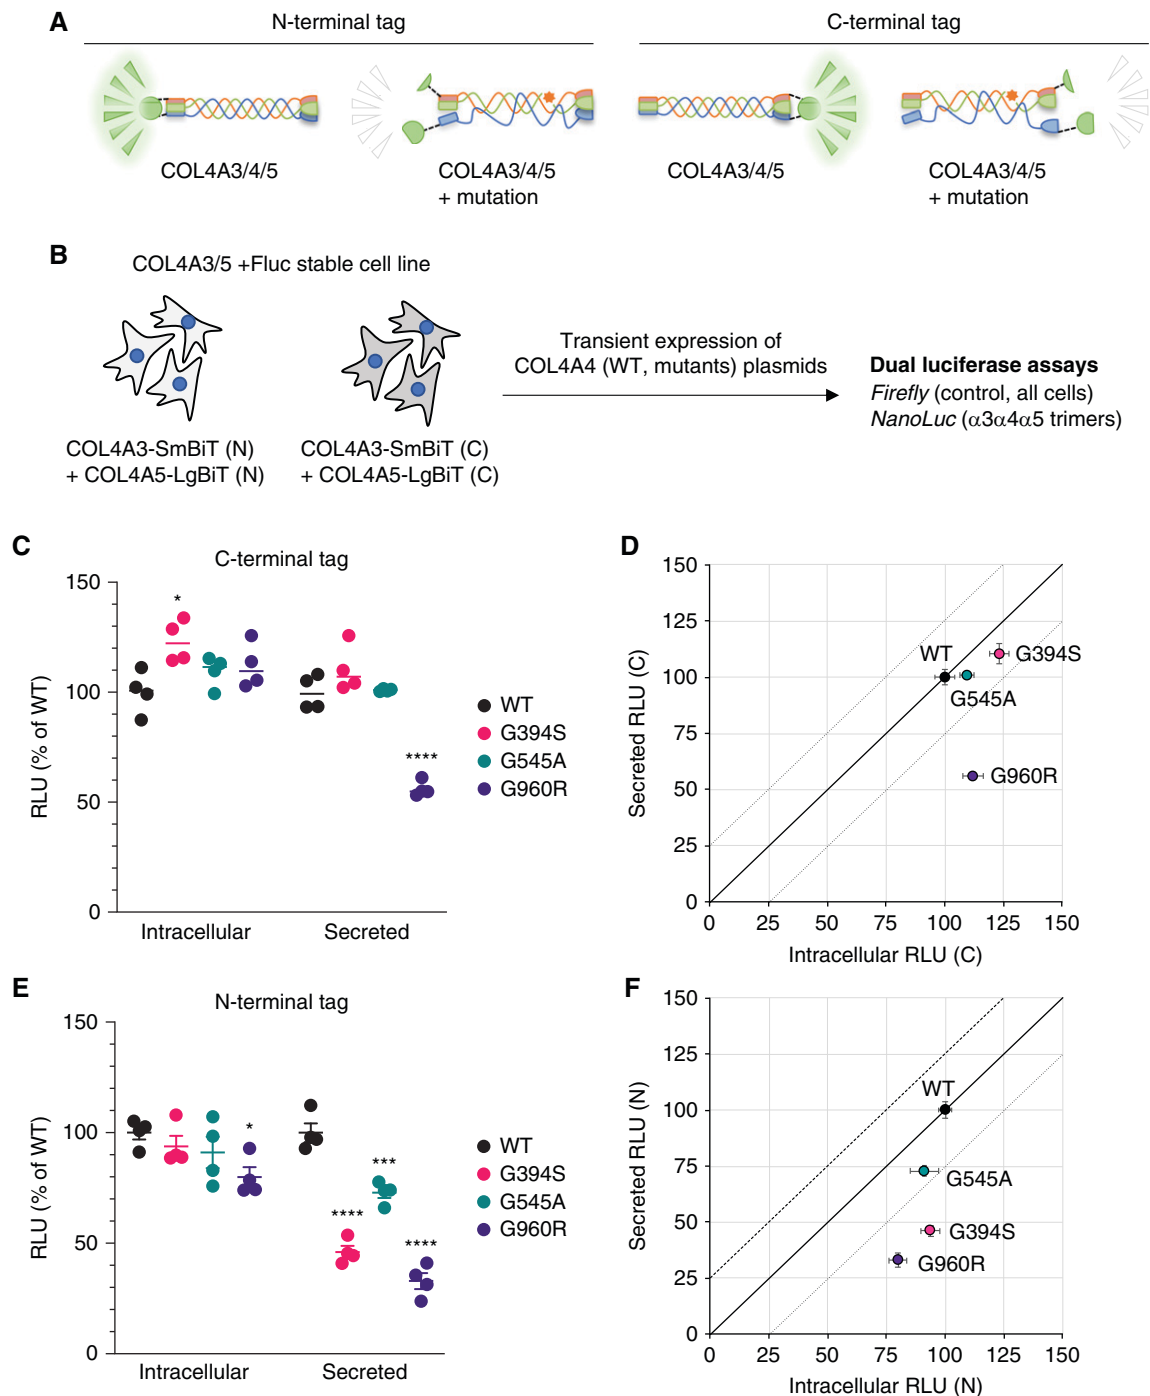 A
N-terminal tag
C-terminal tag
COL4A3/4/5
COL4A3/4/5
+ mutation
COL4A3/4/5
COL4A3/4/5
+ mutation
B
COL4A3/5 +Fluc stable cell line
COL4A3-SmBiT (N)
+ COL4A5-LgBiT (N)
COL4A3-SmBiT (C)
+ COL4A5-LgBiT (C)
Transient expression of
COL4A4 (WT, mutants) plasmids
Dual luciferase assays
Firefly (control, all cells)
NanoLuc (α3α4α5 trimers)
C
C-terminal tag
RLU (% of WT)
150
100
50
0
*
****
Intracellular
Secreted
WT
G394S
G545A
G960R
D
Secreted RLU (C)
150
125
100
75
50
25
0
WT
G394S
G545A
G960R
0 25 50 75 100 125 150
Intracellular RLU (C)
E
N-terminal tag
RLU (% of WT)
150
100
50
0
*
****
***
****
Intracellular
Secreted
WT
G394S
G545A
G960R
F
Secreted RLU (N)
150
125
100
75
50
25
0
WT
G545A
G394S
G960R
0 25 50 75 100 125 150
Intracellular RLU (N)